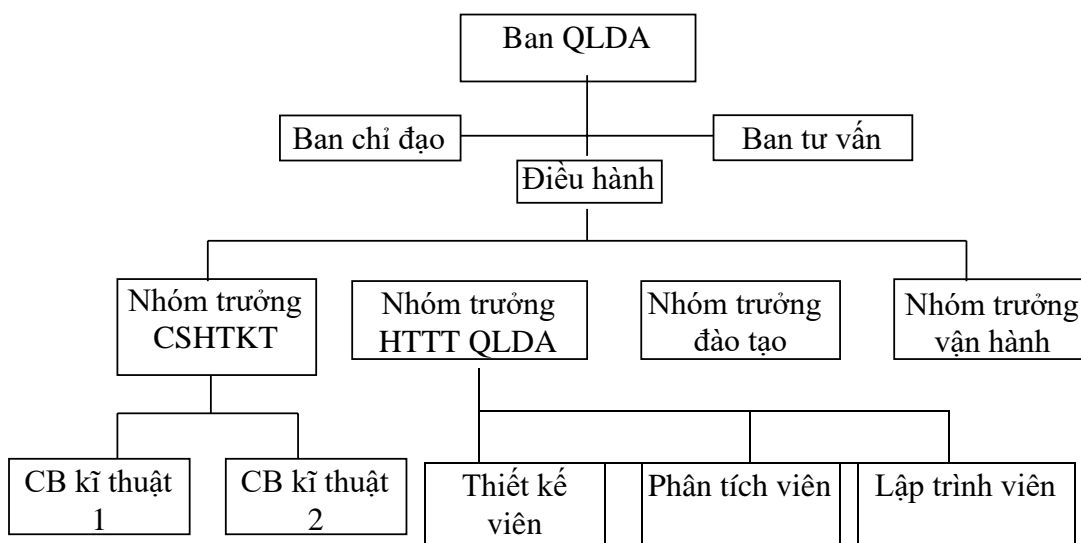 Ban QLDA
Ban chỉ đạo
Ban tư vấn
Điều hành
Nhóm trưởng
CSHTKT
Nhóm trưởng
HTTT QLDA
Nhóm trưởng
đào tạo
Nhóm trưởng
vận hành
CB kĩ thuật
1
CB kĩ thuật
2
Thiết kế
viên
Phân tích viên
Lập trình viên